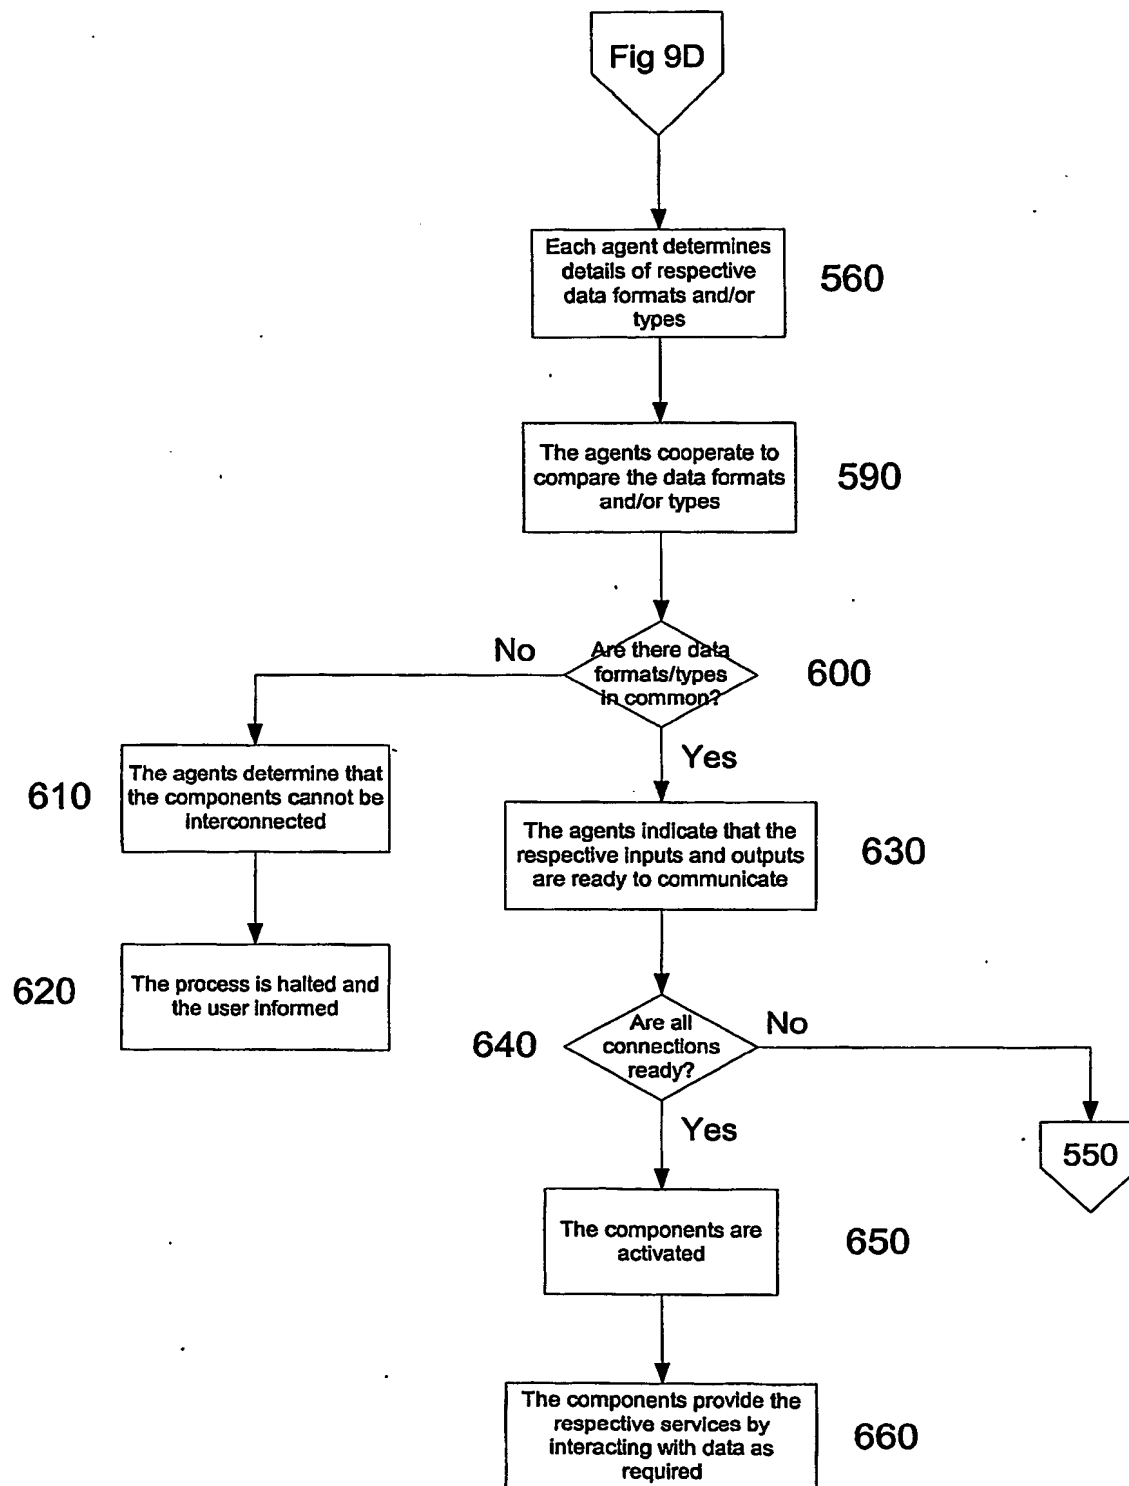 Fig 9D
Each agent determines
details of respective
data formats and/or
types
560
The agents cooperate to
compare the data formats
and/or types
590
No
Are there data
formats/types
in common?
600
Yes
610
The agents determine that
the components cannot be
interconnected
The agents indicate that the
respective inputs and outputs
are ready to communicate
630
620
The process is halted and
the user informed
640
Are all
connections
ready?
No
Yes
550
The components are
activated
650
The components provide the
respective services by
interacting with data as
required
660